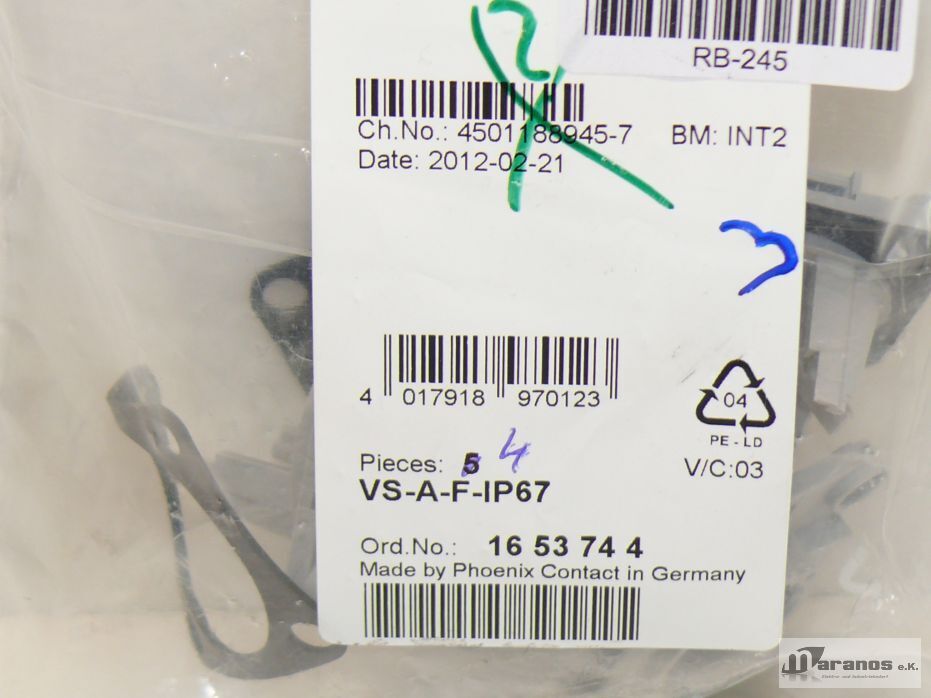 RB-245
2
Ch.No.: 4501188945-7 BM: INT2
Date: 2012-02-21
3
4 017918 970123
04
PE-LD
Pieces: 5 4
V/C:03
VS-A-F-IP67
Ord.No.: 16 53 74 4
Made by Phoenix Contact in Germany
Maranos e.K.